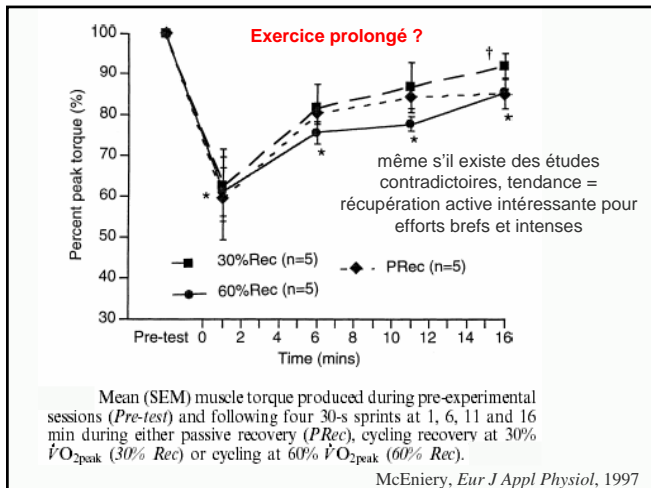 Exercice prolongé ?
100
90
80
70
60
50
40
30
Percent peak torque (%)
†
*
*
*
*
même s'il existe des études
contradictoires, tendance =
récupération active intéressante pour
efforts brefs et intenses
30%Rec (n=5)
PRec (n=5)
60%Rec (n=5)
Pre-test 0 2 4 6 8 10 12 14 16
Time (mins)
Mean (SEM) muscle torque produced during pre-experimental
sessions (Pre-test) and following four 30-s sprints at 1, 6, 11 and 16
min during either passive recovery (PRec), cycling recovery at 30%
V̇O2peak (30% Rec) or cycling at 60% V̇O2peak (60% Rec).
McEniery, Eur J Appl Physiol, 1997